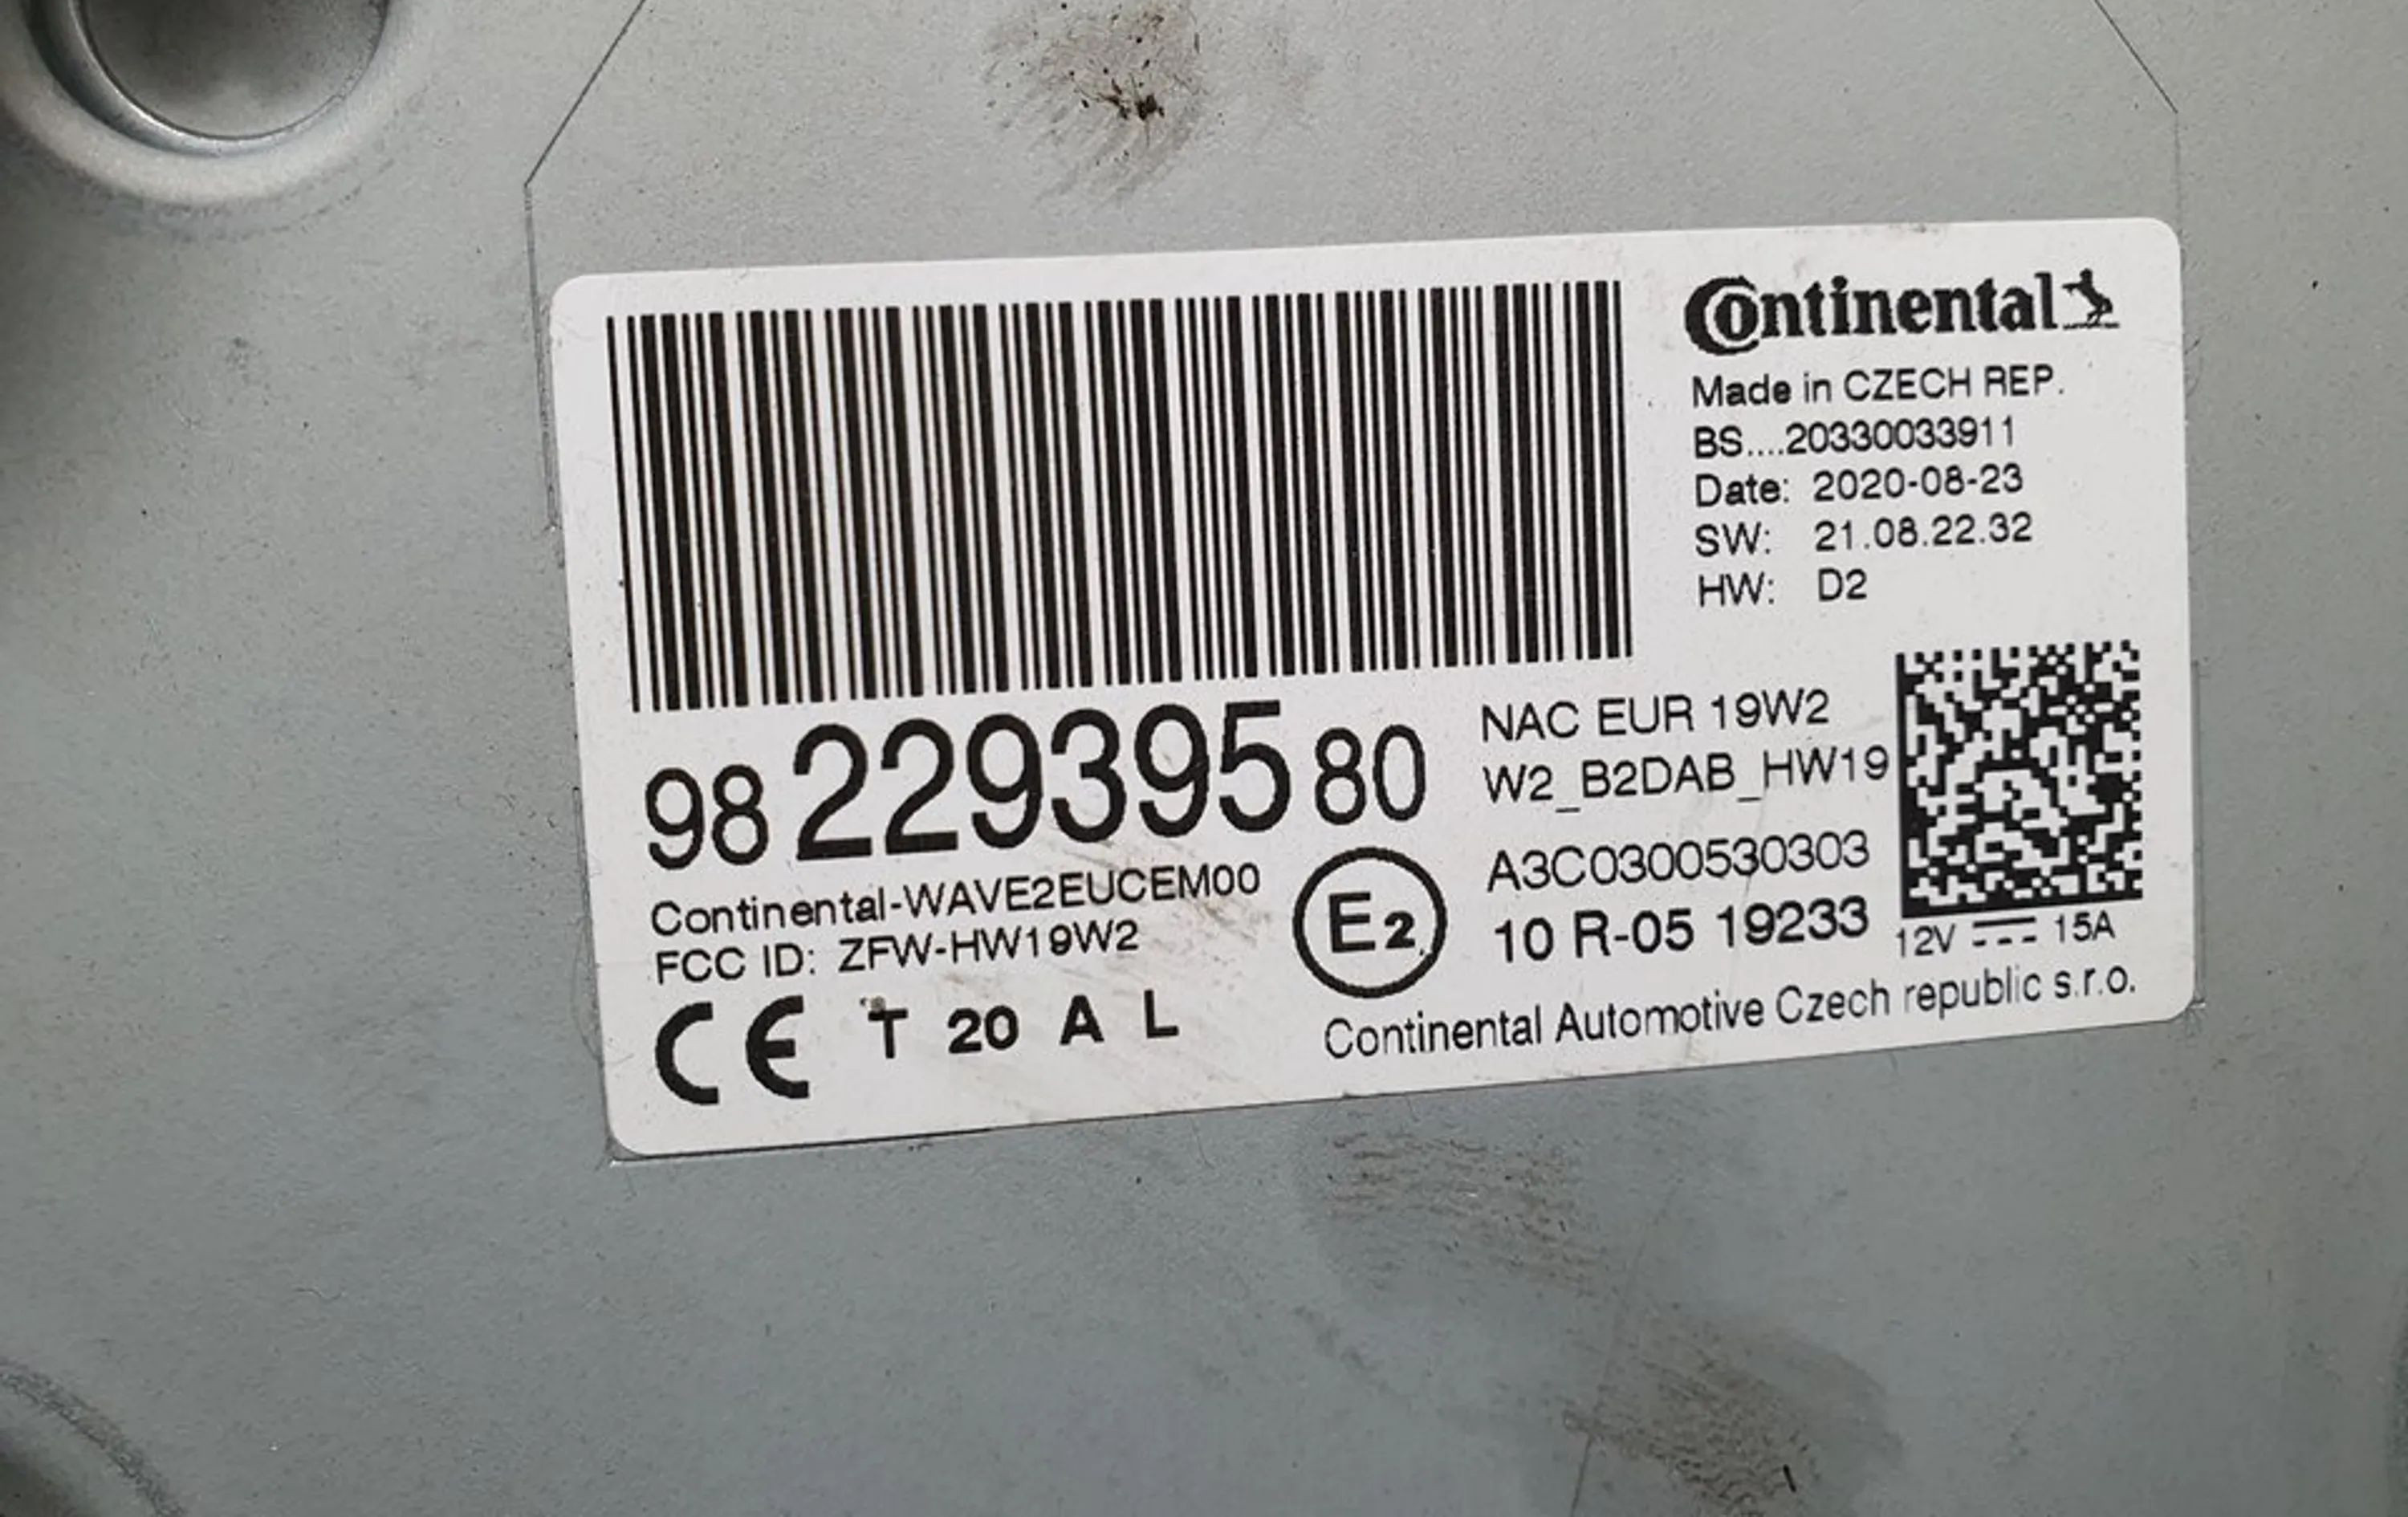 Continental
Made in CZECH REP.
BS....20330033911
Date: 2020-08-23
SW: 21.08.22.32
HW: D2
98 229395 80
NAC EUR 19W2
W2_B2DAB_HW19
Continental-WAVE2EUCEM00
FCC ID: ZFW-HW19W2
E2
A3C0300530303
10 R-05 19233
12V 15A
CE T 20 A L
Continental Automotive Czech republic s.r.o.